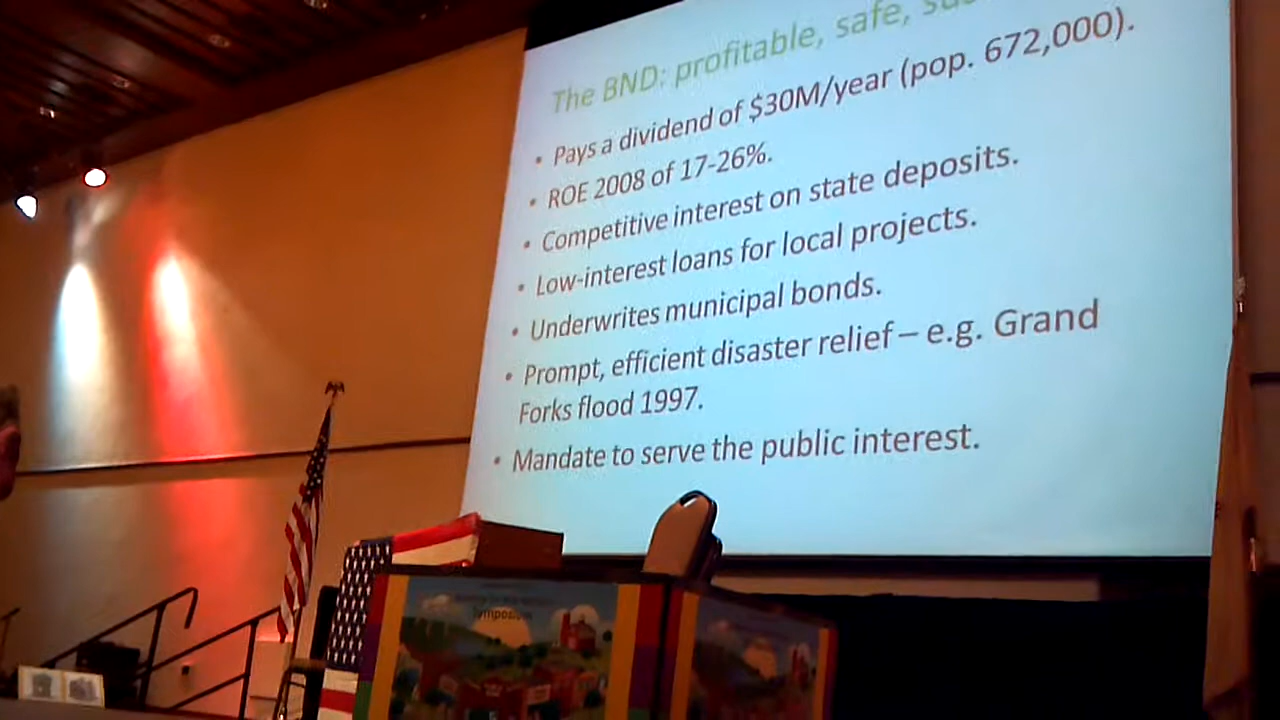 The BND: profitable, safe,
• Pays a dividend of $30M/year (pop. 672,000).
• ROE 2008 of 17-26%.
• Competitive interest on state deposits.
• Low-interest loans for local projects.
• Underwrites municipal bonds.
• Prompt, efficient disaster relief – e.g. Grand
Forks flood 1997.
• Mandate to serve the public interest.
Symposium